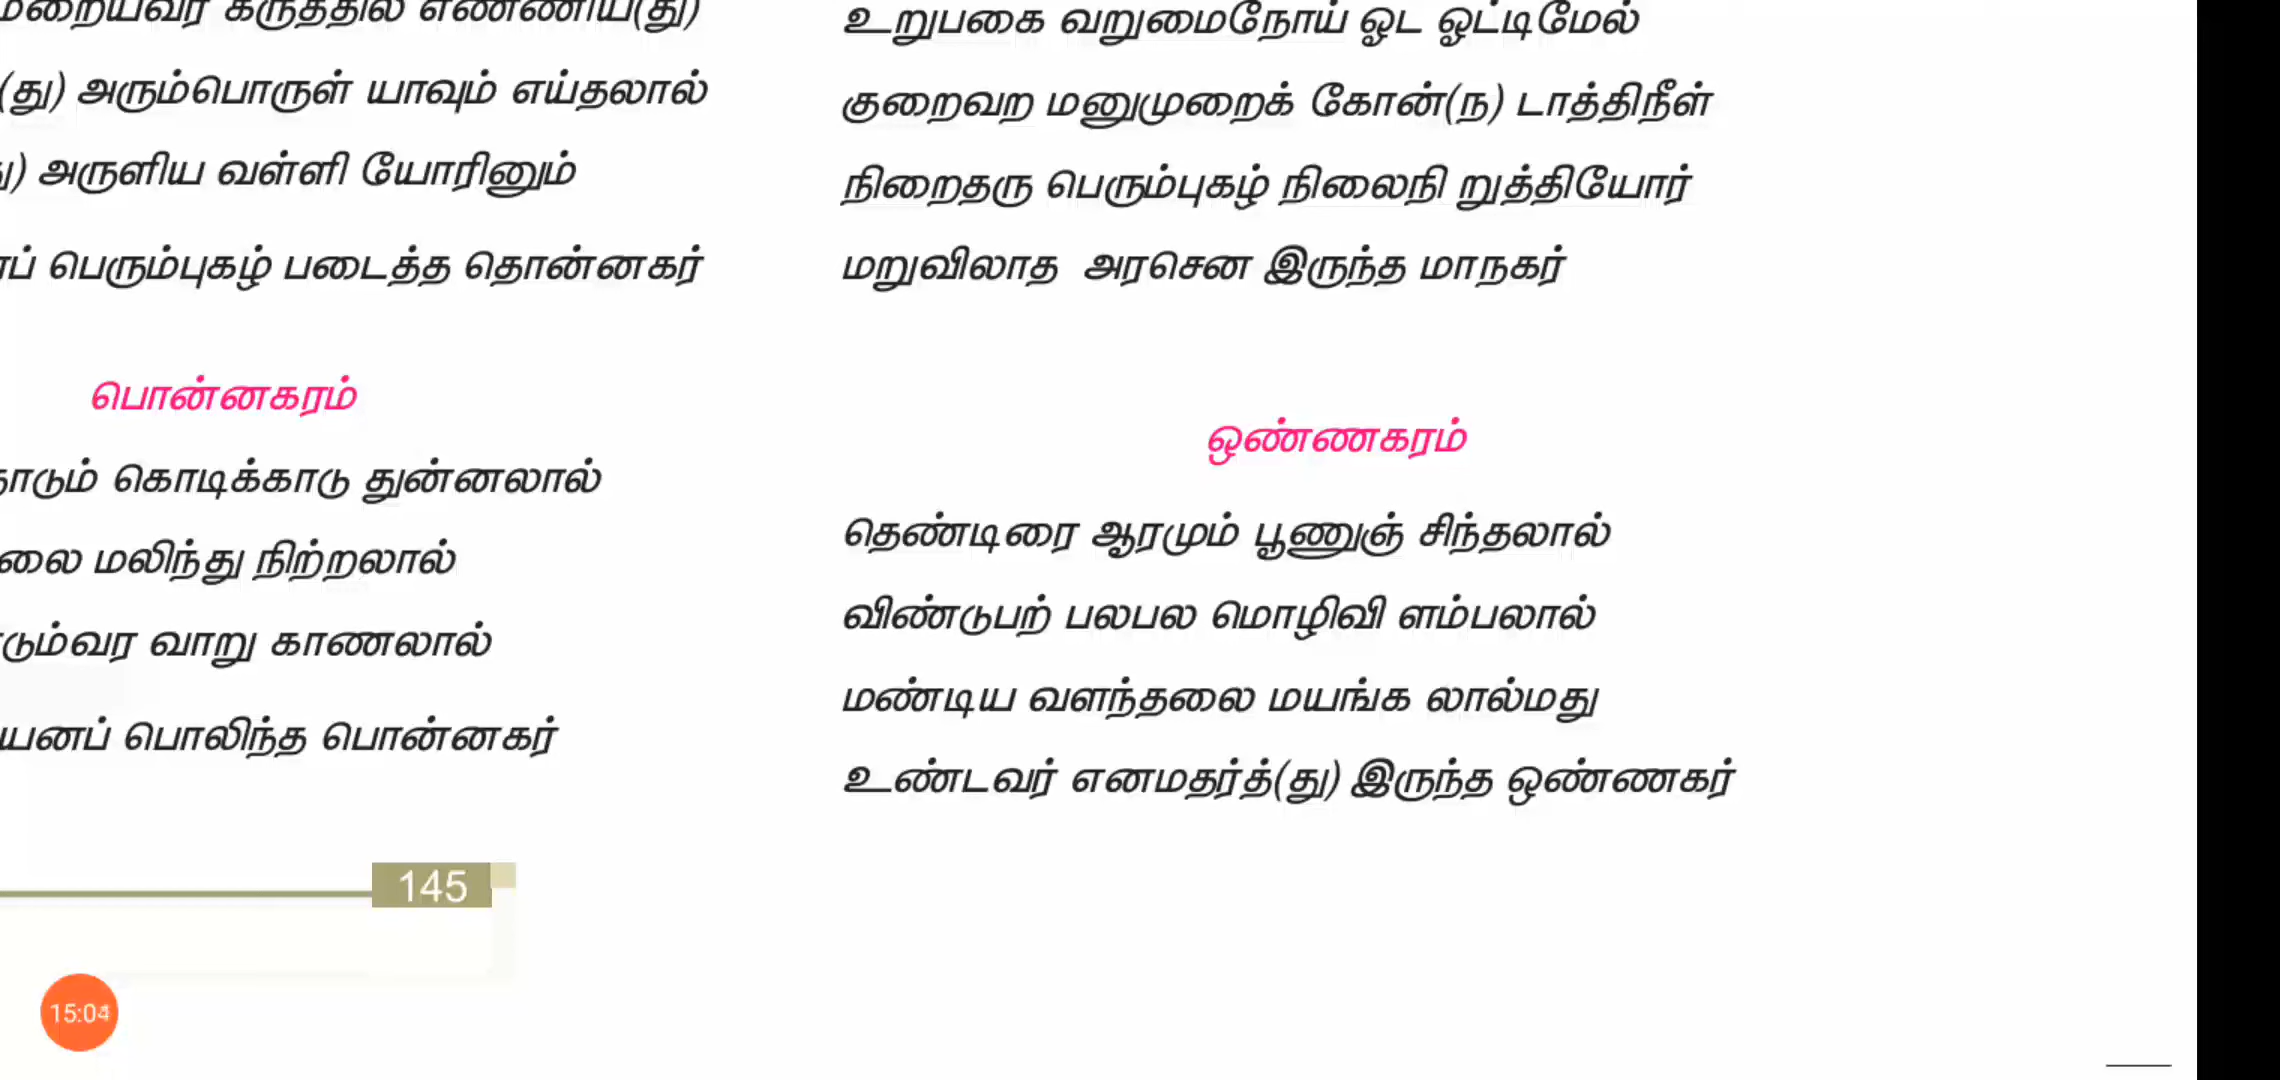 கருத்தில் எண்ணிய(து)
(து) அரும்பொருள் யாவும் எய்தலால்
அருளிய வள்ளி யோரினும்
பெரும்புகழ் படைத்த தொன்னகர்
பொன்னகரம்
கொடிக்காடு துன்னலால்
மலிந்து நிற்றலால்
வாறு காணலால்
பொலிந்த பொன்னகர்
145
15:04
உறுபகை வறுமைநோய் ஓட ஓட்டிமேல்
குறைவற மனுமுறைக் கோன்(ந) டாத்திநீள்
நிறைதரு பெரும்புகழ் நிலைநி றுத்தியோர்
மறுவிலாத அரசென இருந்த மாநகர்
ஒண்ணகரம்
தெண்டிரை ஆரமும் பூணுஞ் சிந்தலால்
விண்டுபற் பலபல மொழிவி ளம்பலால்
மண்டிய வளந்தலை மயங்க லால்மது
உண்டவர் எனமதர்த்(து) இருந்த ஒண்ணகர்